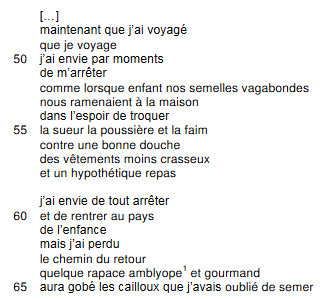 […]
maintenant que j'ai voyagé
que je voyage
50 j'ai envie par moments
de m'arrêter
comme lorsque enfant nos semelles vagabondes
nous ramenaient à la maison
dans l'espoir de troquer
55 la sueur la poussière et la faim
contre une bonne douche
des vêtements moins crasseux
et un hypothétique repas

j'ai envie de tout arrêter
60 et de rentrer au pays
de l'enfance
mais j'ai perdu
le chemin du retour
quelque rapace amblyope¹ et gourmand
65 aura gobé les cailloux que j'avais oublié de semer